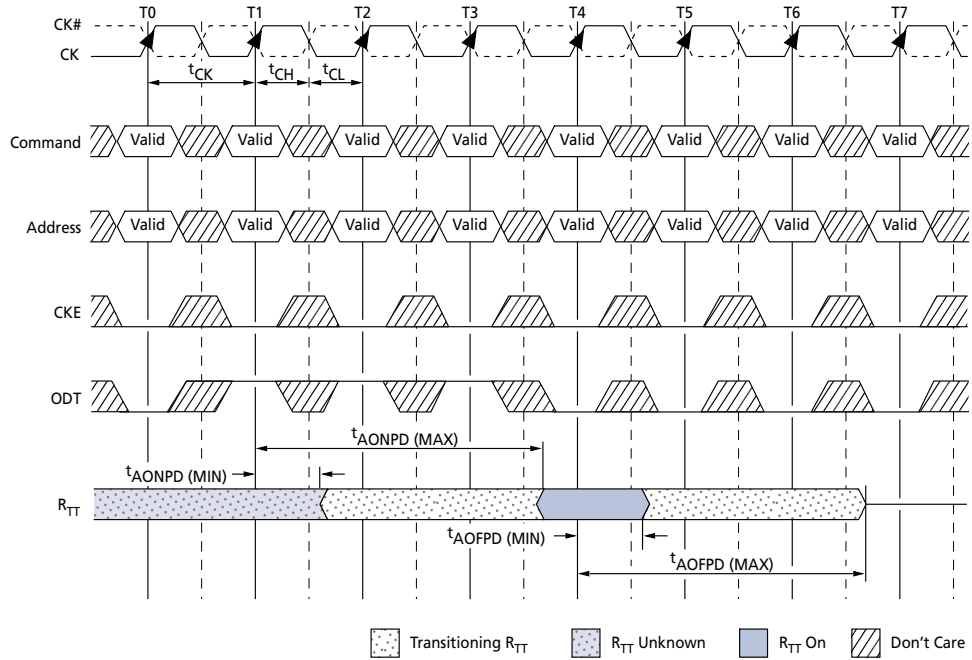 T0 T1 T2 T3 T4 T5 T6 T7
CK#
CK
tCK tCH tCL
Command Valid Valid Valid Valid Valid Valid Valid Valid
Address Valid Valid Valid Valid Valid Valid Valid Valid
CKE
ODT
tAONPD (MAX)
tAONPD (MIN)
RTT
tAOFPD (MIN)
tAOFPD (MAX)
Transitioning RTT RTT Unknown RTT On Don't Care